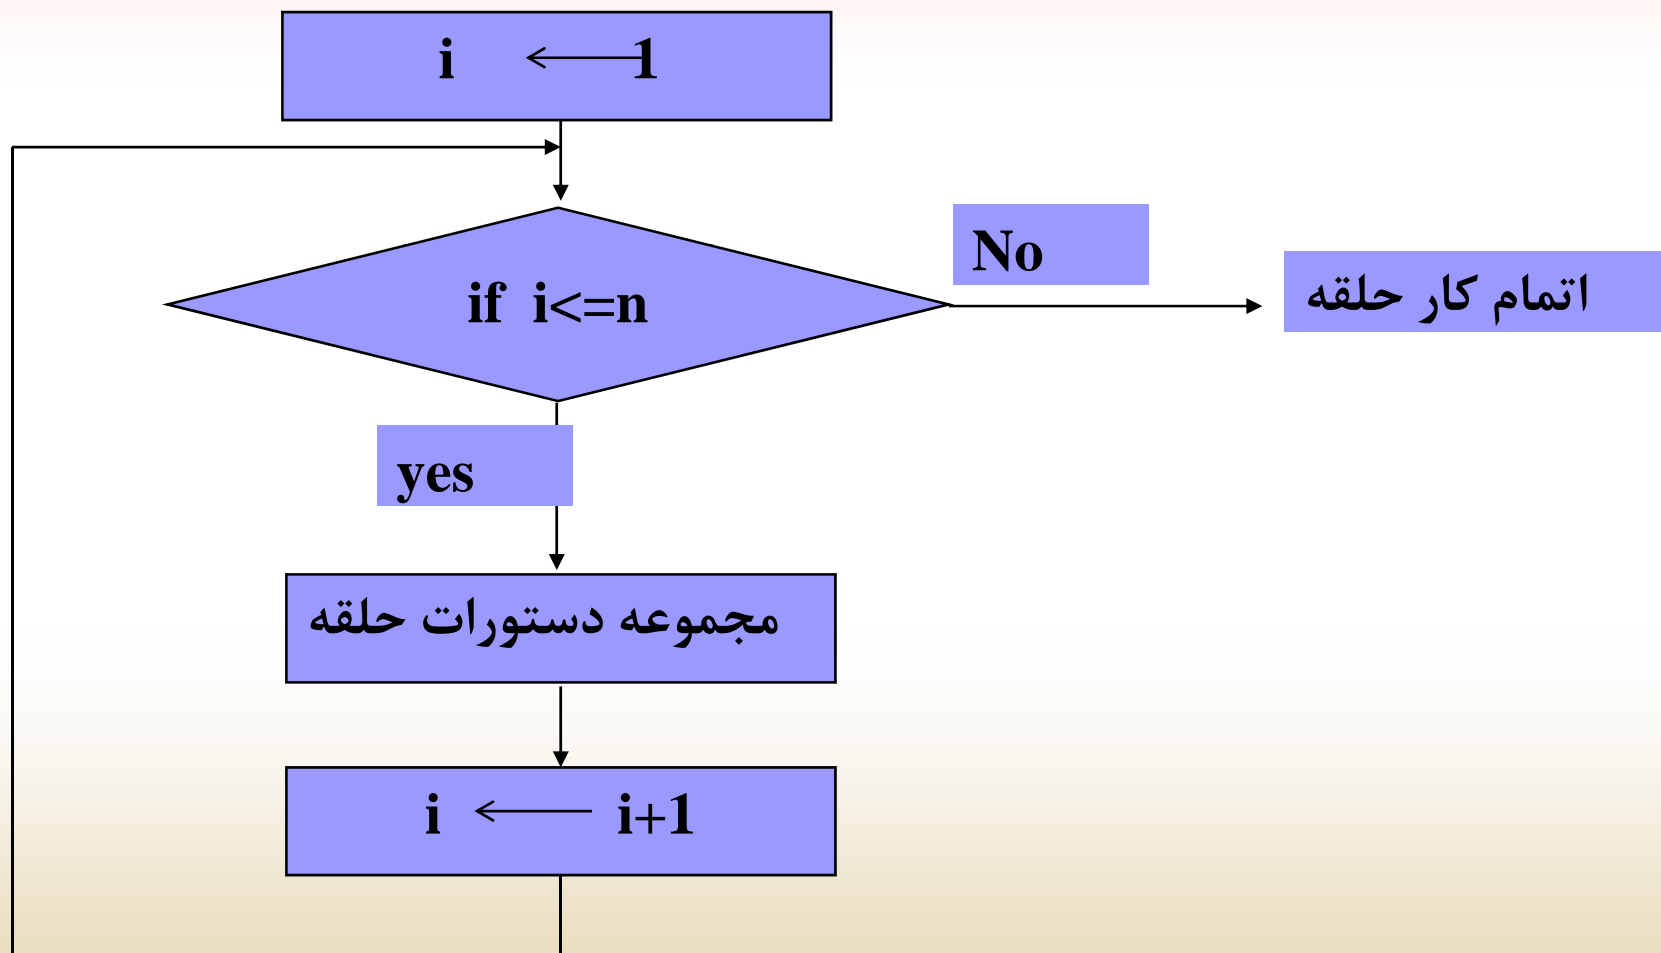 i ← 1
if i<=n
No
اتمام کار حلقه
yes
مجموعه دستورات حلقه
i ← i+1